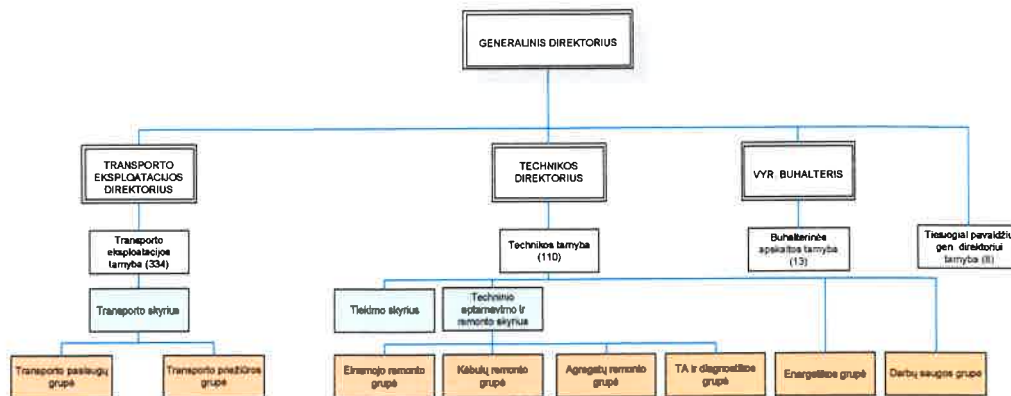 GENERALINIS DIREKTORIUS
TRANSPORTO
EKSPLOATACIJOS
DIREKTORIUS
TECHNIKOS
DIREKTORIUS
VYR. BUHALTERIS
Transporto
eksploatacijos
tarnyba (334)
Technikos tarnyba
(110)
Buhalterinės
apskaitos tarnyba
(13)
Tiesiogiai pavaldžių
gen. direktoriui
tarnyba (8)
Transporto skyrius
Tiekimo skyrius
Techninio
aptarnavimo ir
remonto skyrius
Transporto paslaugų
grupė
Transporto priežiūros
grupė
Einamojo remonto
grupė
Kėbulų remonto
grupė
Agregatų remonto
grupė
TA ir diagnostikos
grupė
Energetikos grupė
Darbų saugos grupė